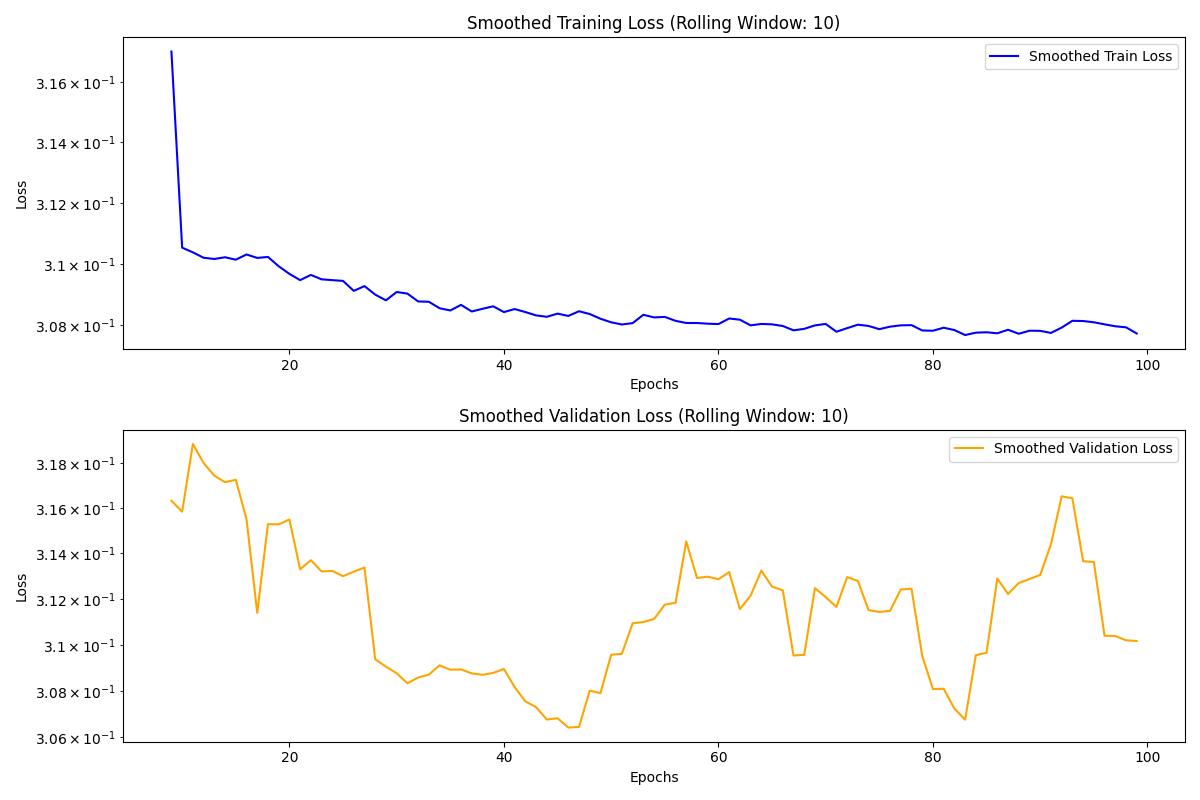 Smoothed Training Loss (Rolling Window: 10)
Smoothed Train Loss
3.16 × 10⁻¹
3.14 × 10⁻¹
3.12 × 10⁻¹
3.1 × 10⁻¹
3.08 × 10⁻¹
Loss
20 40 60 80 100
Epochs
Smoothed Validation Loss (Rolling Window: 10)
Smoothed Validation Loss
3.18 × 10⁻¹
3.16 × 10⁻¹
3.14 × 10⁻¹
3.12 × 10⁻¹
3.1 × 10⁻¹
3.08 × 10⁻¹
3.06 × 10⁻¹
Loss
20 40 60 80 100
Epochs